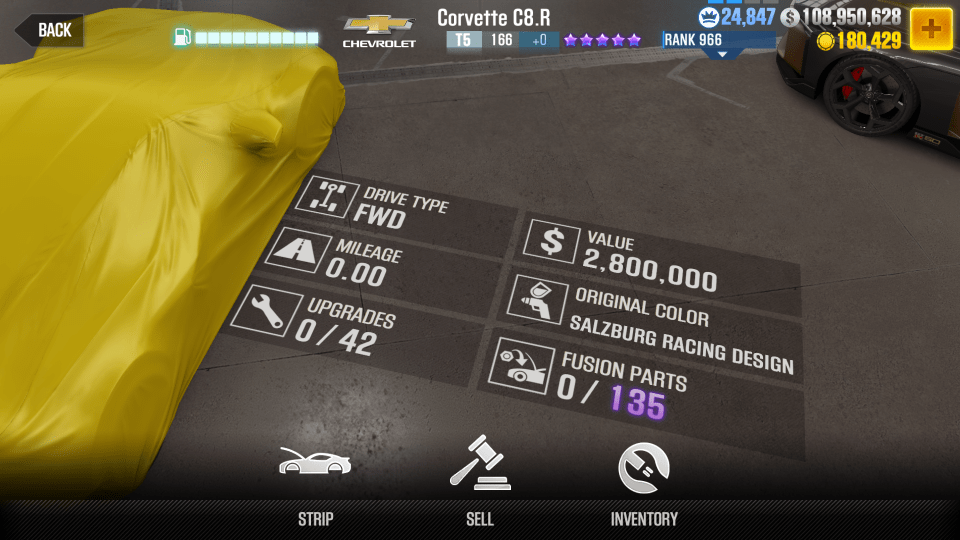 BACK
CHEVROLET
Corvette C8.R
T5 166 +0
24,847
108,950,628
RANK 966
180,429
DRIVE TYPE
FWD
MILEAGE
0.00
UPGRADES
0/42
VALUE
2,800,000
ORIGINAL COLOR
SALZBURG RACING DESIGN
FUSION PARTS
0/ 135
STRIP
SELL
INVENTORY